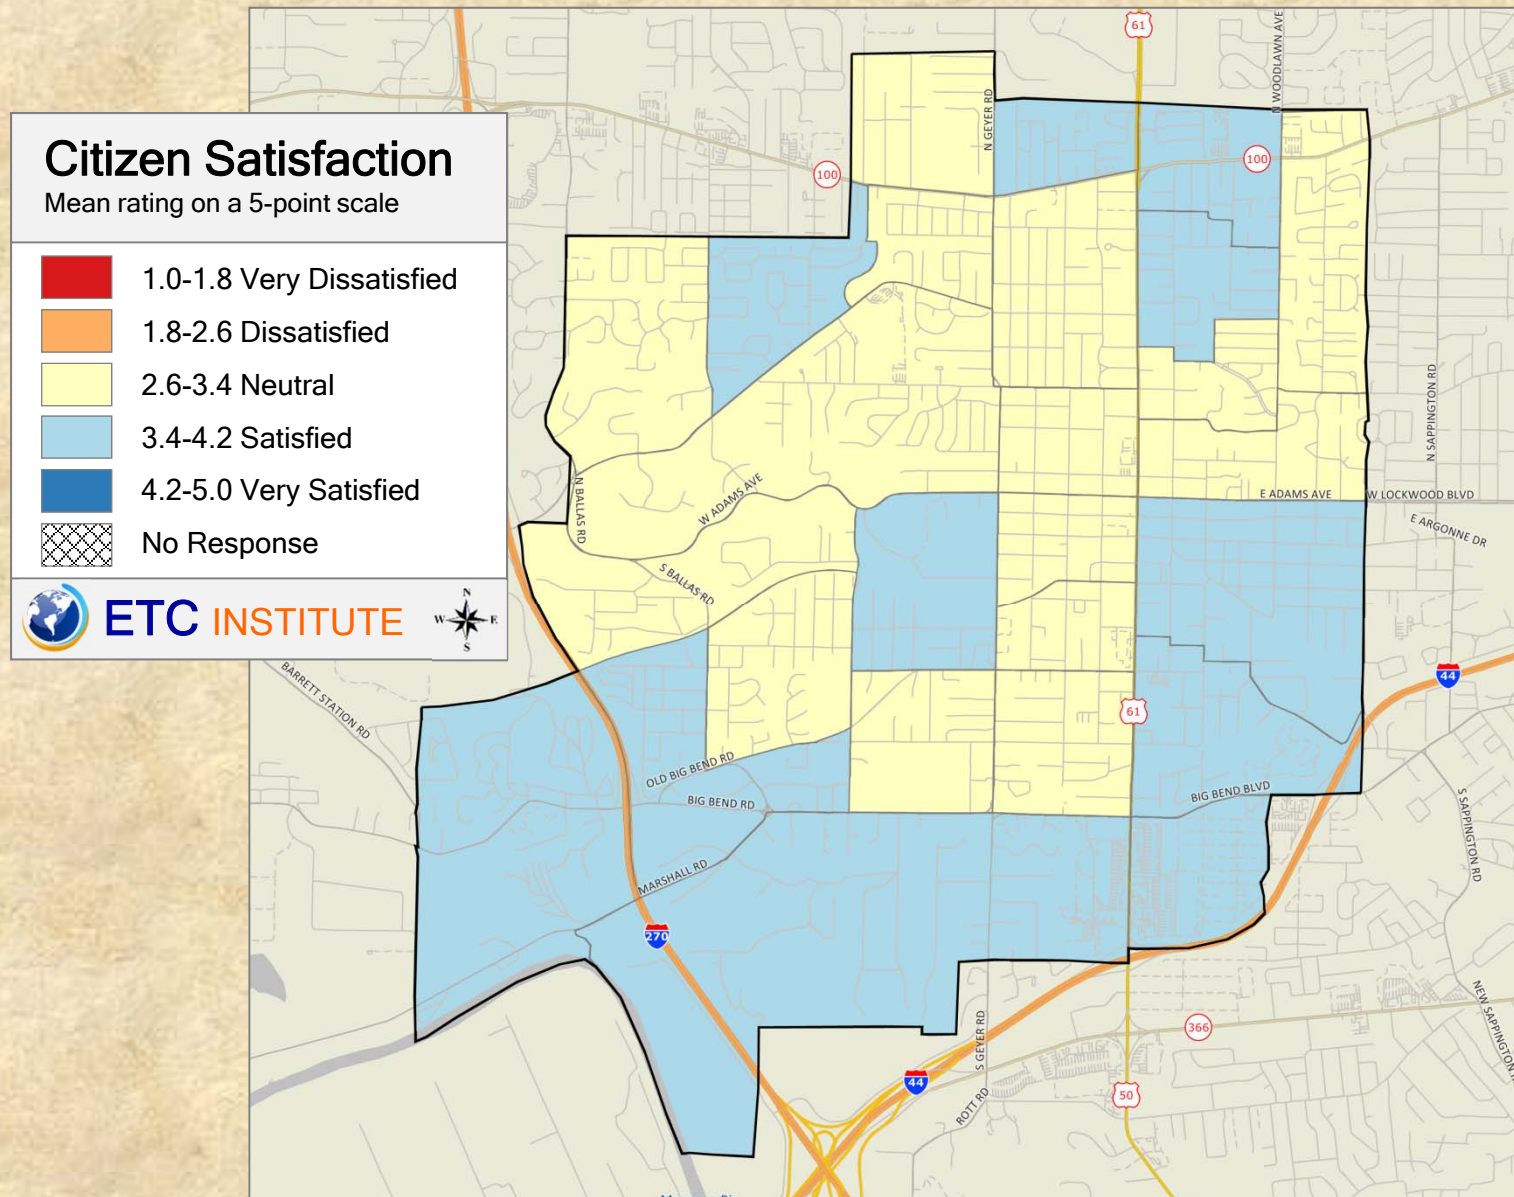 Citizen Satisfaction
Mean rating on a 5-point scale
1.0-1.8 Very Dissatisfied
1.8-2.6 Dissatisfied
2.6-3.4 Neutral
3.4-4.2 Satisfied
4.2-5.0 Very Satisfied
No Response
ETC INSTITUTE
N
W
E
S
61
N WOODLAWN AVE
N GEYER RD
100
100
N SAPPINGTON RD
N BALLAS RD
W ADAMS AVE
E ADAMS AVE
W LOCKWOOD BLVD
E ARGONNE DR
S BALLAS RD
BARRETT STATION RD
44
61
OLD BIG BEND RD
BIG BEND RD
BIG BEND BLVD
S SAPPINGTON RD
MARSHALL RD
270
NEW SAPPINGTON
S GEYER RD
366
44
50
ROTT RD